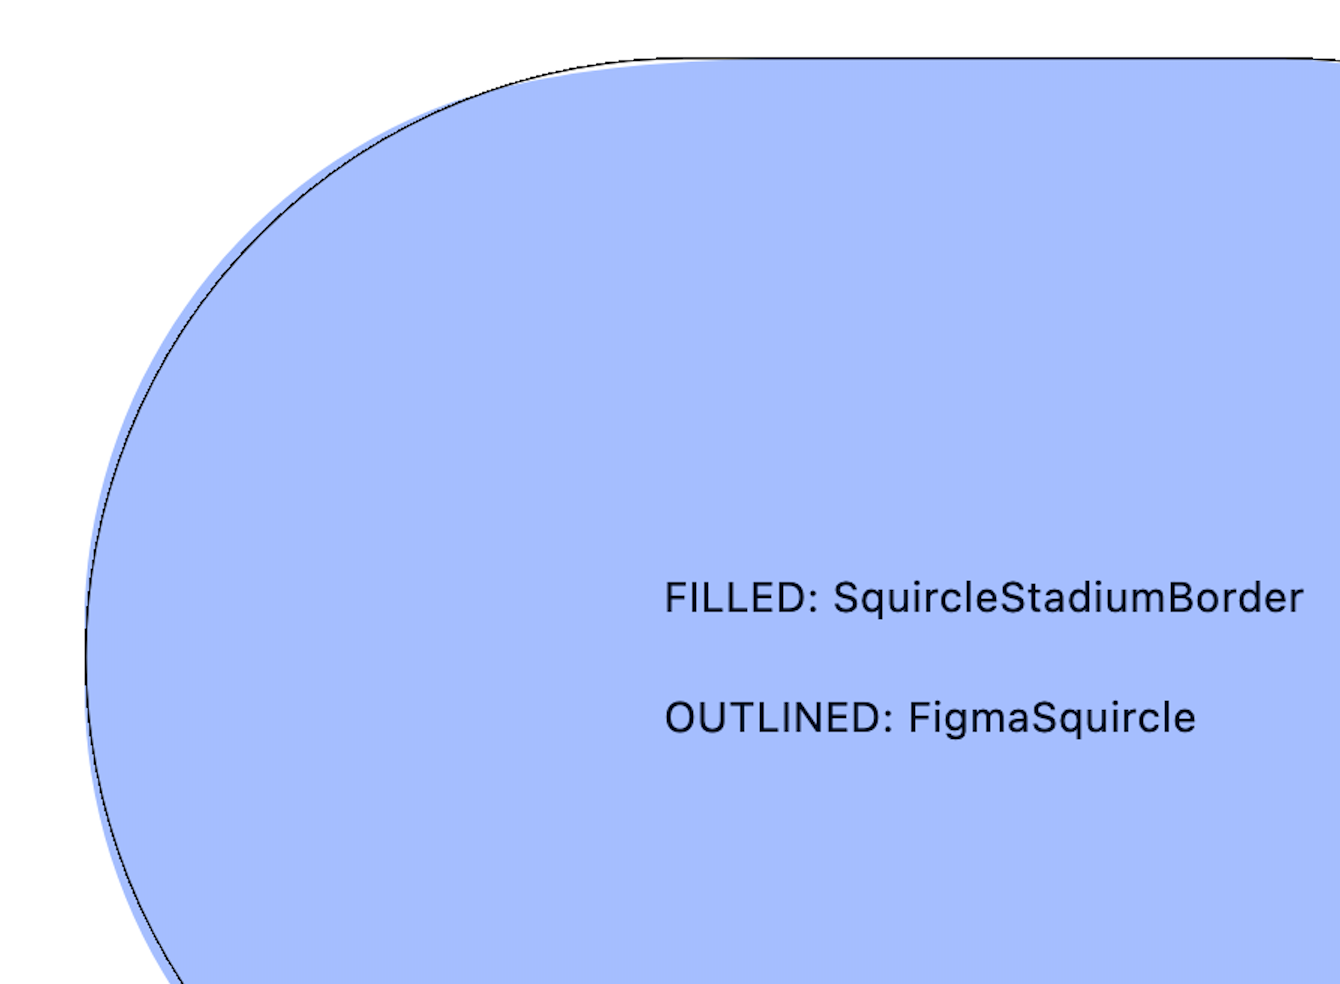 FILLED: SquircleStadiumBorder
OUTLINED: FigmaSquircle